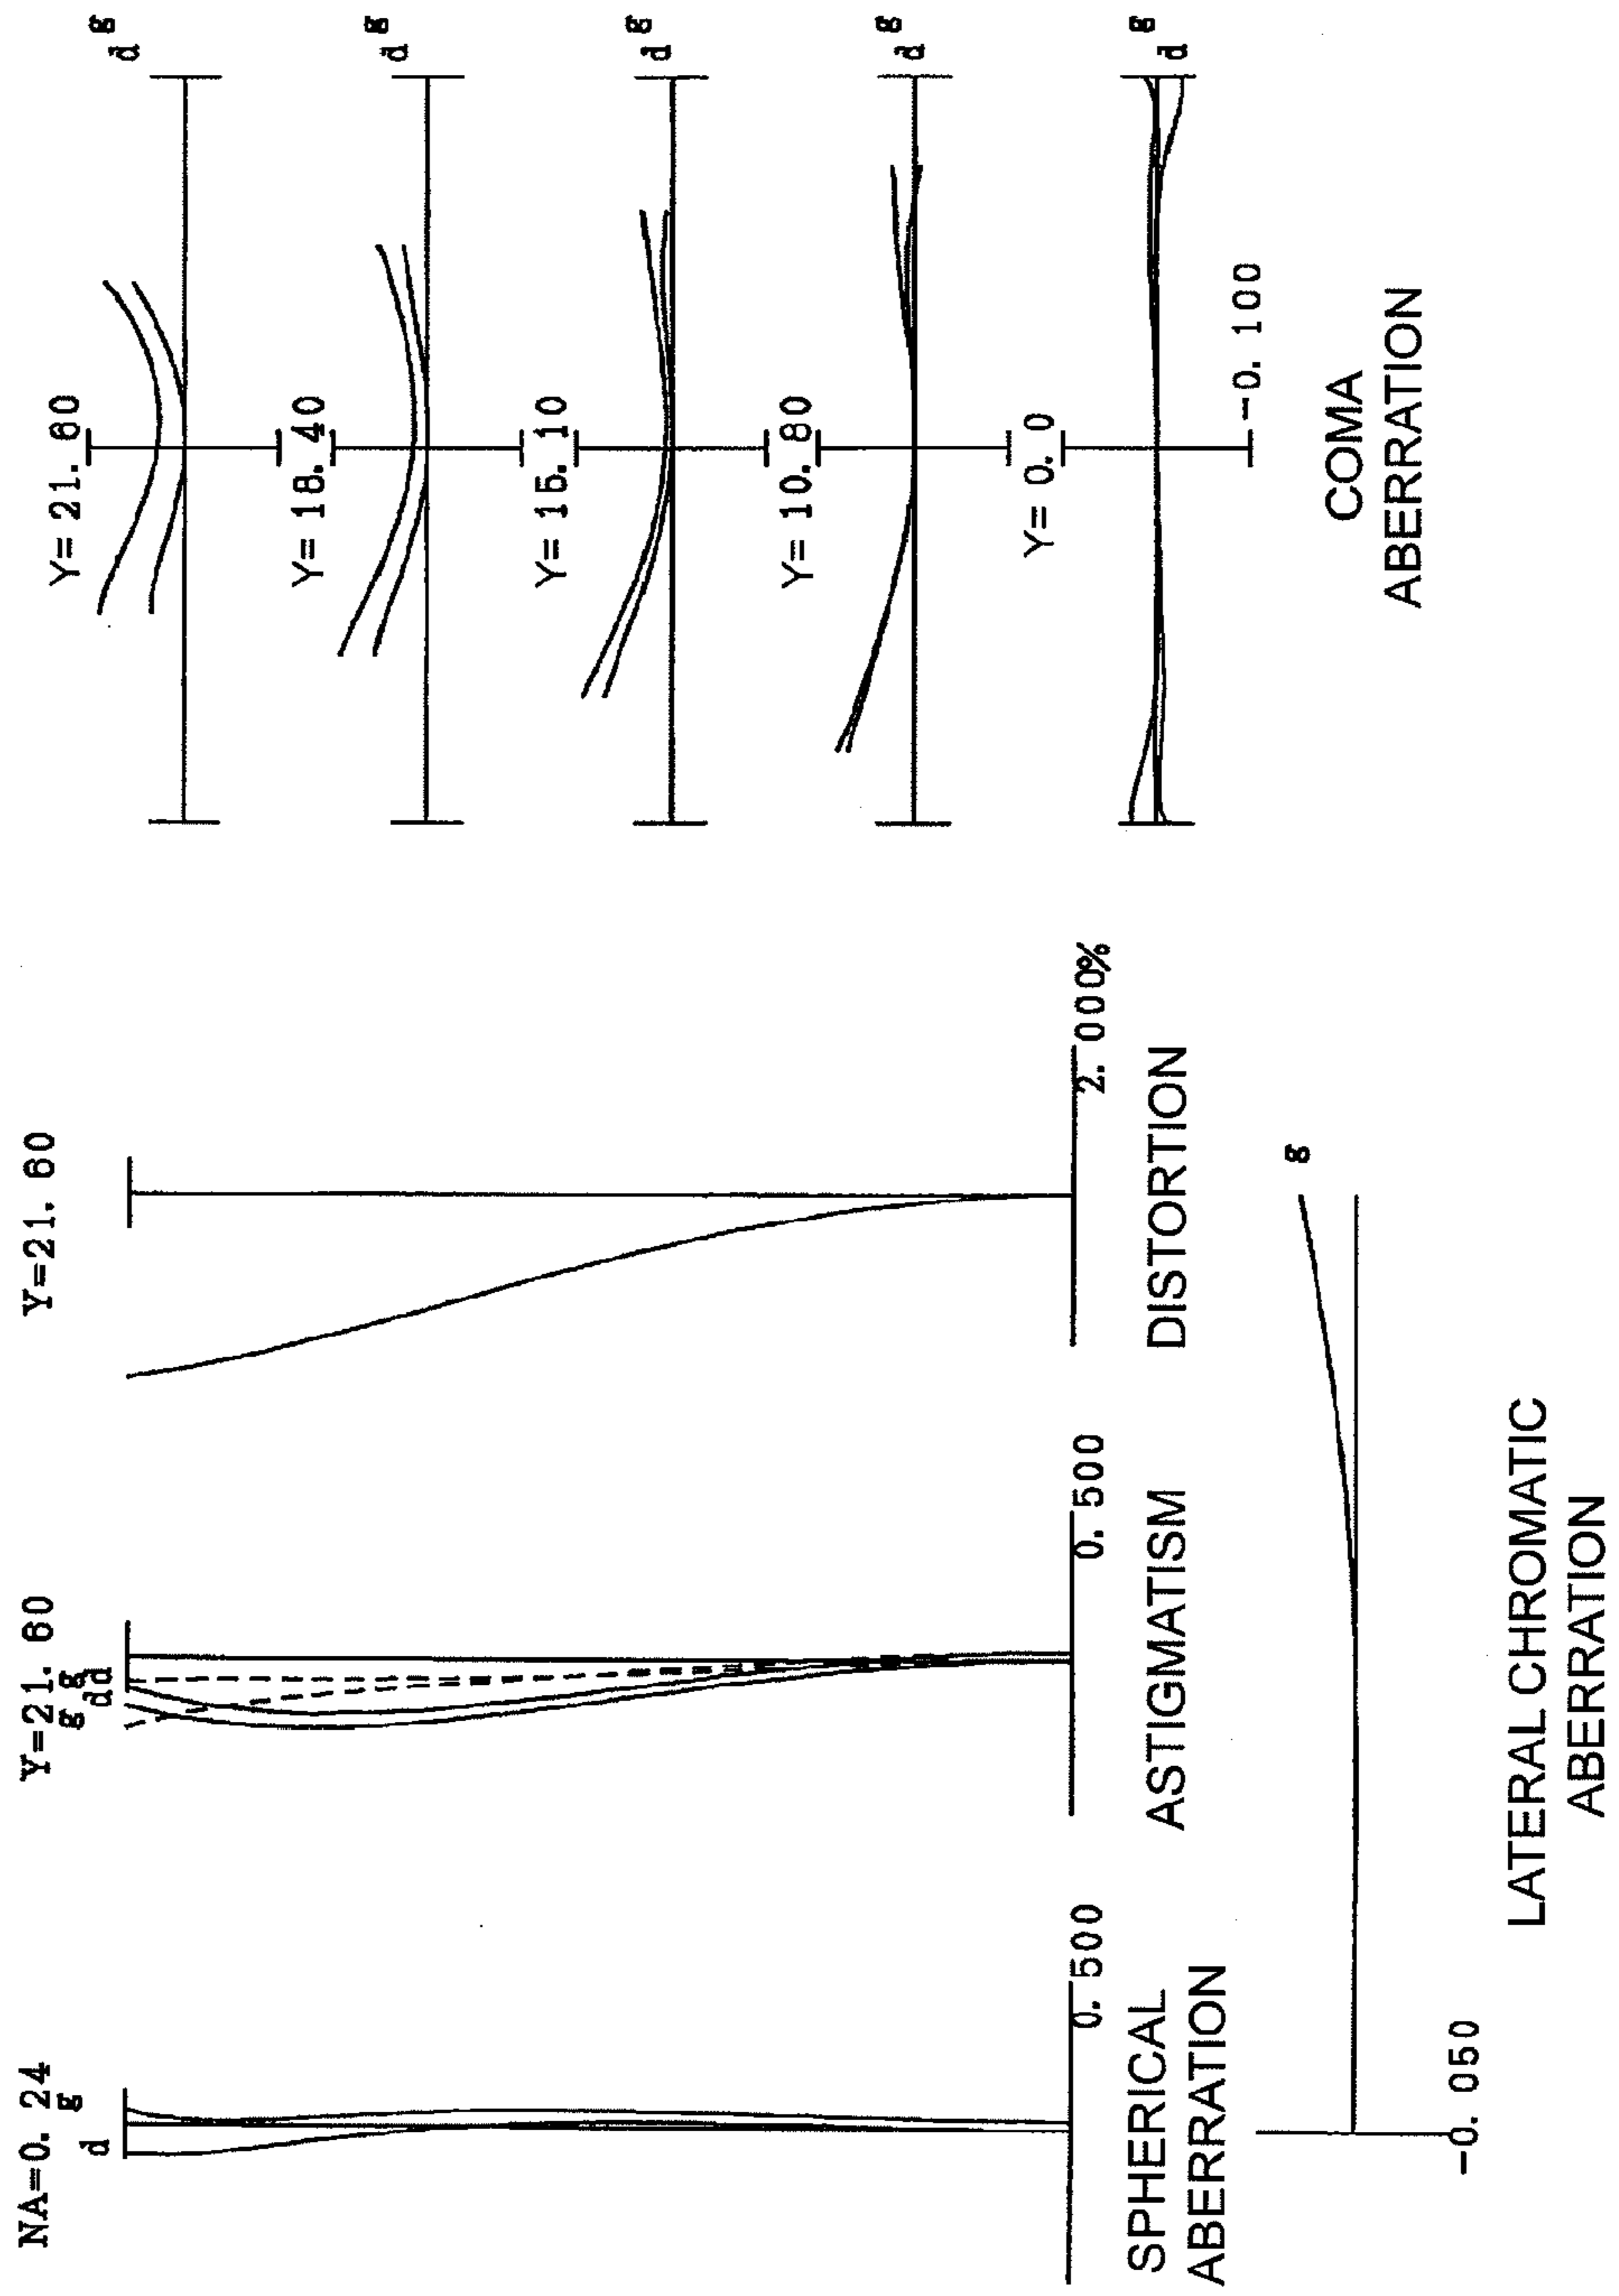 NA=0. 24
g
d
0. 500
SPHERICAL
ABERRATION
Y=21. 60
g g
d d
0. 500
ASTIGMATISM
Y=21. 60
2. 000%
DISTORTION
Y= 21. 60
g
d
Y= 18. 40
g
d
Y= 15. 10
g
d
Y= 10. 80
g
d
Y= 0. 0
g
d
-0. 100
COMA
ABERRATION
g
-0. 050
LATERAL CHROMATIC
ABERRATION